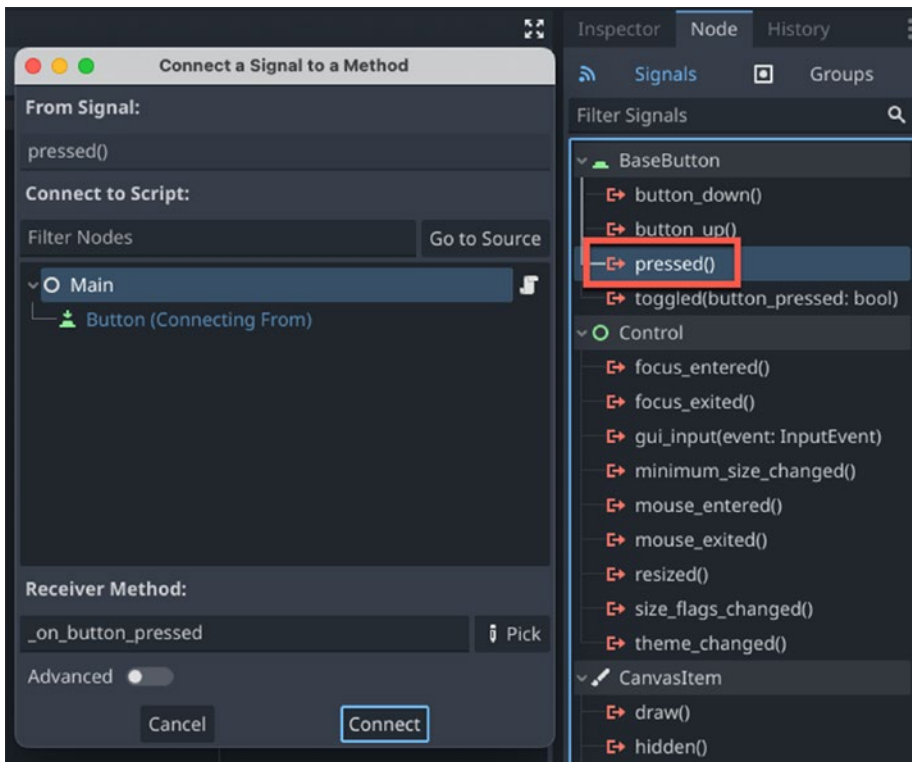 Connect a Signal to a Method
From Signal:
pressed()
Connect to Script:
Filter Nodes
Go to Source
Main
Button (Connecting From)
Receiver Method:
_on_button_pressed
Pick
Advanced
Cancel
Connect
Inspector
Node
History
Signals
Groups
Filter Signals
BaseButton
button_down()
button_up()
pressed()
toggled(button_pressed: bool)
Control
focus_entered()
focus_exited()
gui_input(event: InputEvent)
minimum_size_changed()
mouse_entered()
mouse_exited()
resized()
size_flags_changed()
theme_changed()
CanvasItem
draw()
hidden()